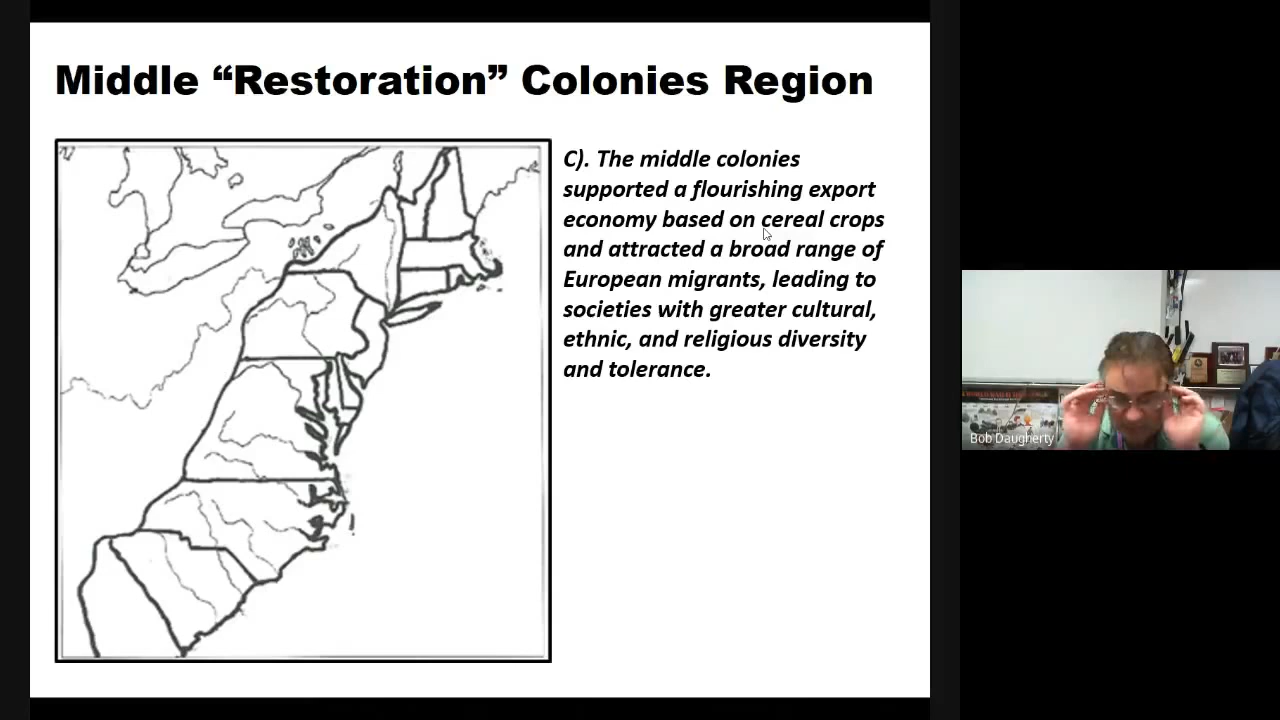 Middle “Restoration” Colonies Region
C). The middle colonies
supported a flourishing export
economy based on cereal crops
and attracted a broad range of
European migrants, leading to
societies with greater cultural,
ethnic, and religious diversity
and tolerance.
Bob Daugherty